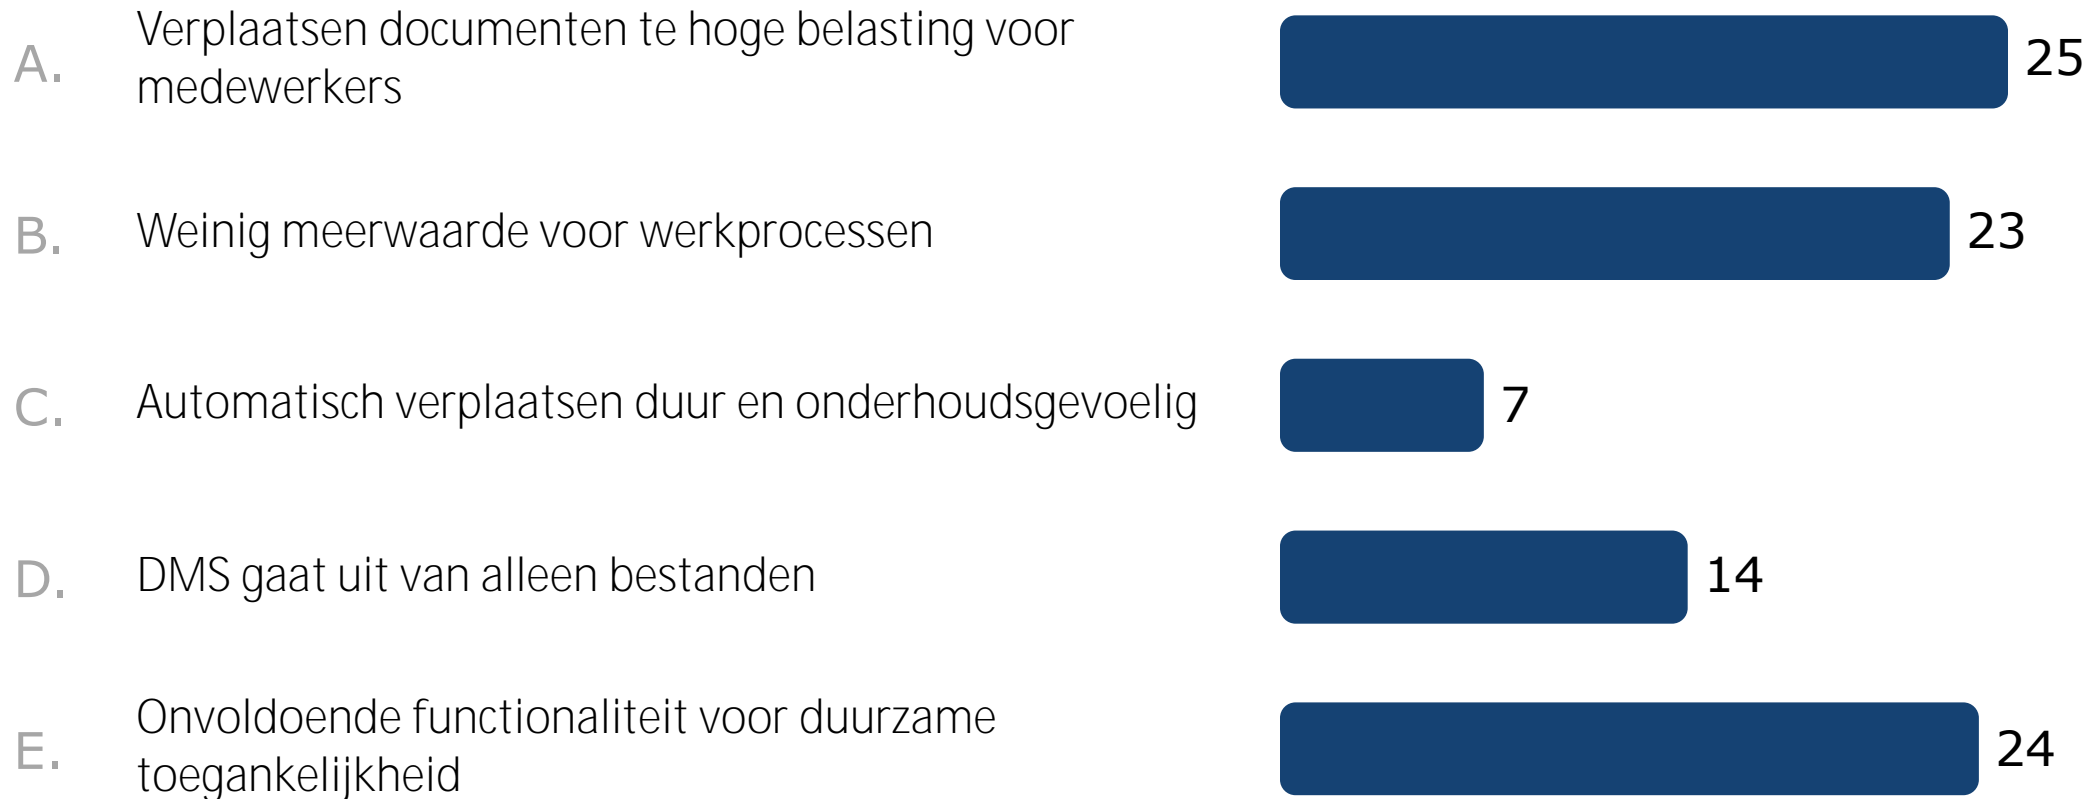 A.
Verplaatsen documenten te hoge belasting voor
medewerkers
25
B.
Weinig meerwaarde voor werkprocessen
23
C.
Automatisch verplaatsen duur en onderhoudsgevoelig
7
D.
DMS gaat uit van alleen bestanden
14
E.
Onvoldoende functionaliteit voor duurzame
toegankelijkheid
24